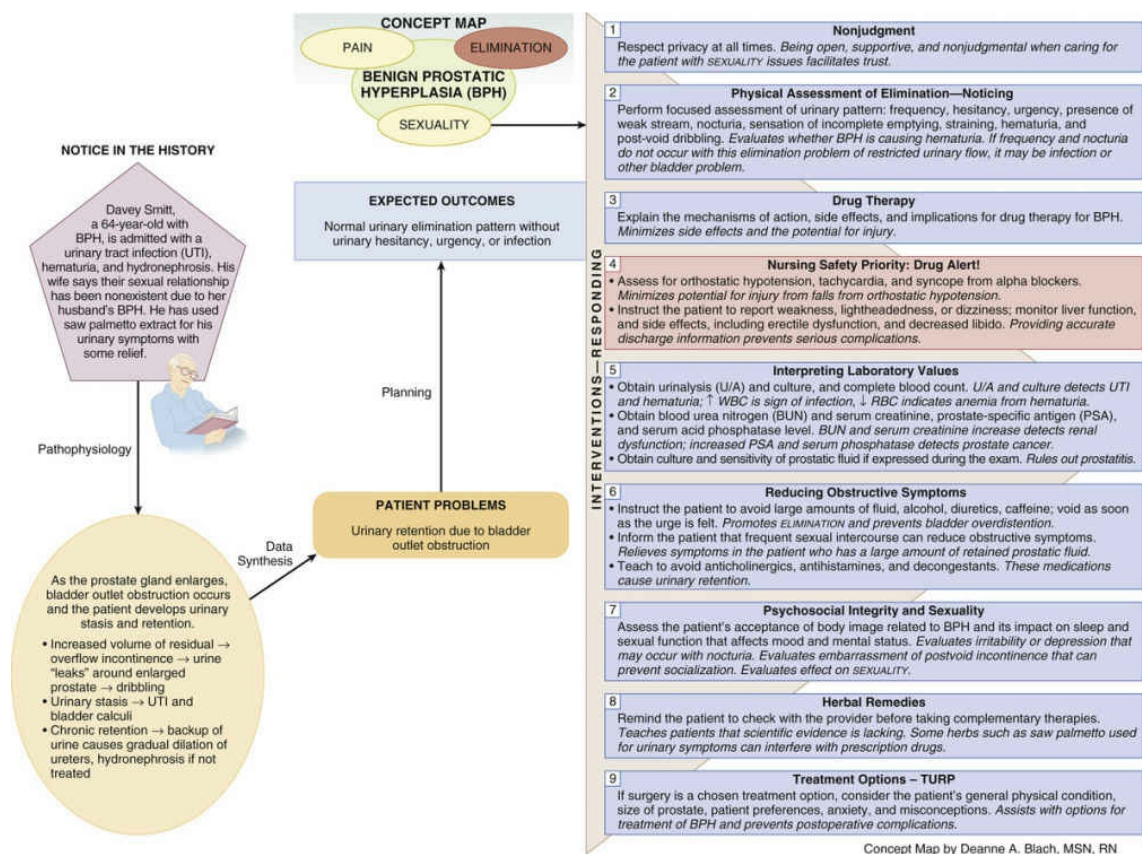 CONCEPT MAP
PAIN
ELIMINATION
BENIGN PROSTATIC
HYPERPLASIA (BPH)
SEXUALITY
NOTICE IN THE HISTORY
Davey Smitt,
a 64-year-old with
BPH, is admitted with a
urinary tract infection (UTI),
hematuria, and hydronephrosis. His
wife says their sexual relationship
has been nonexistent due to her
husband's BPH. He has used
saw palmetto extract for his
urinary symptoms with
some relief.
Pathophysiology
As the prostate gland enlarges,
bladder outlet obstruction occurs
and the patient develops urinary
stasis and retention.
• Increased volume of residual →
overflow incontinence → urine
"leaks" around enlarged
prostate → dribbling
• Urinary stasis → UTI and
bladder calculi
• Chronic retention → backup of
urine causes gradual dilation of
ureters, hydronephrosis if not
treated
Data
Synthesis
PATIENT PROBLEMS
Urinary retention due to bladder
outlet obstruction
Planning
EXPECTED OUTCOMES
Normal urinary elimination pattern without
urinary hesitancy, urgency, or infection
INTERVENTIONS—RESPONDING
1 Nonjudgment
Respect privacy at all times. Being open, supportive, and nonjudgmental when caring for
the patient with SEXUALITY issues facilitates trust.
2 Physical Assessment of Elimination—Noticing
Perform focused assessment of urinary pattern: frequency, hesitancy, urgency, presence of
weak stream, nocturia, sensation of incomplete emptying, straining, hematuria, and
post-void dribbling. Evaluates whether BPH is causing hematuria. If frequency and nocturia
do not occur with this elimination problem of restricted urinary flow, it may be infection or
other bladder problem.
3 Drug Therapy
Explain the mechanisms of action, side effects, and implications for drug therapy for BPH.
Minimizes side effects and the potential for injury.
4 Nursing Safety Priority: Drug Alert!
• Assess for orthostatic hypotension, tachycardia, and syncope from alpha blockers.
Minimizes potential for injury from falls from orthostatic hypotension.
• Instruct the patient to report weakness, lightheadedness, or dizziness; monitor liver function,
and side effects, including erectile dysfunction, and decreased libido. Providing accurate
discharge information prevents serious complications.
5 Interpreting Laboratory Values
• Obtain urinalysis (U/A) and culture, and complete blood count. U/A and culture detects UTI
and hematuria; ↑ WBC is sign of infection, ↓ RBC indicates anemia from hematuria.
• Obtain blood urea nitrogen (BUN) and serum creatinine, prostate-specific antigen (PSA),
and serum acid phosphatase level. BUN and serum creatinine increase detects renal
dysfunction; increased PSA and serum phosphatase detects prostate cancer.
• Obtain culture and sensitivity of prostatic fluid if expressed during the exam. Rules out prostatitis.
6 Reducing Obstructive Symptoms
• Instruct the patient to avoid large amounts of fluid, alcohol, diuretics, caffeine; void as soon
as the urge is felt. Promotes ELIMINATION and prevents bladder overdistention.
• Inform the patient that frequent sexual intercourse can reduce obstructive symptoms.
Relieves symptoms in the patient who has a large amount of retained prostatic fluid.
• Teach to avoid anticholinergics, antihistamines, and decongestants. These medications
cause urinary retention.
7 Psychosocial Integrity and Sexuality
Assess the patient's acceptance of body image related to BPH and its impact on sleep and
sexual function that affects mood and mental status. Evaluates irritability or depression that
may occur with nocturia. Evaluates embarrassment of postvoid incontinence that can
prevent socialization. Evaluates effect on SEXUALITY.
8 Herbal Remedies
Remind the patient to check with the provider before taking complementary therapies.
Teaches patients that scientific evidence is lacking. Some herbs such as saw palmetto used
for urinary symptoms can interfere with prescription drugs.
9 Treatment Options – TURP
If surgery is a chosen treatment option, consider the patient's general physical condition,
size of prostate, patient preferences, anxiety, and misconceptions. Assists with options for
treatment of BPH and prevents postoperative complications.
Concept Map by Deanne A. Blach, MSN, RN